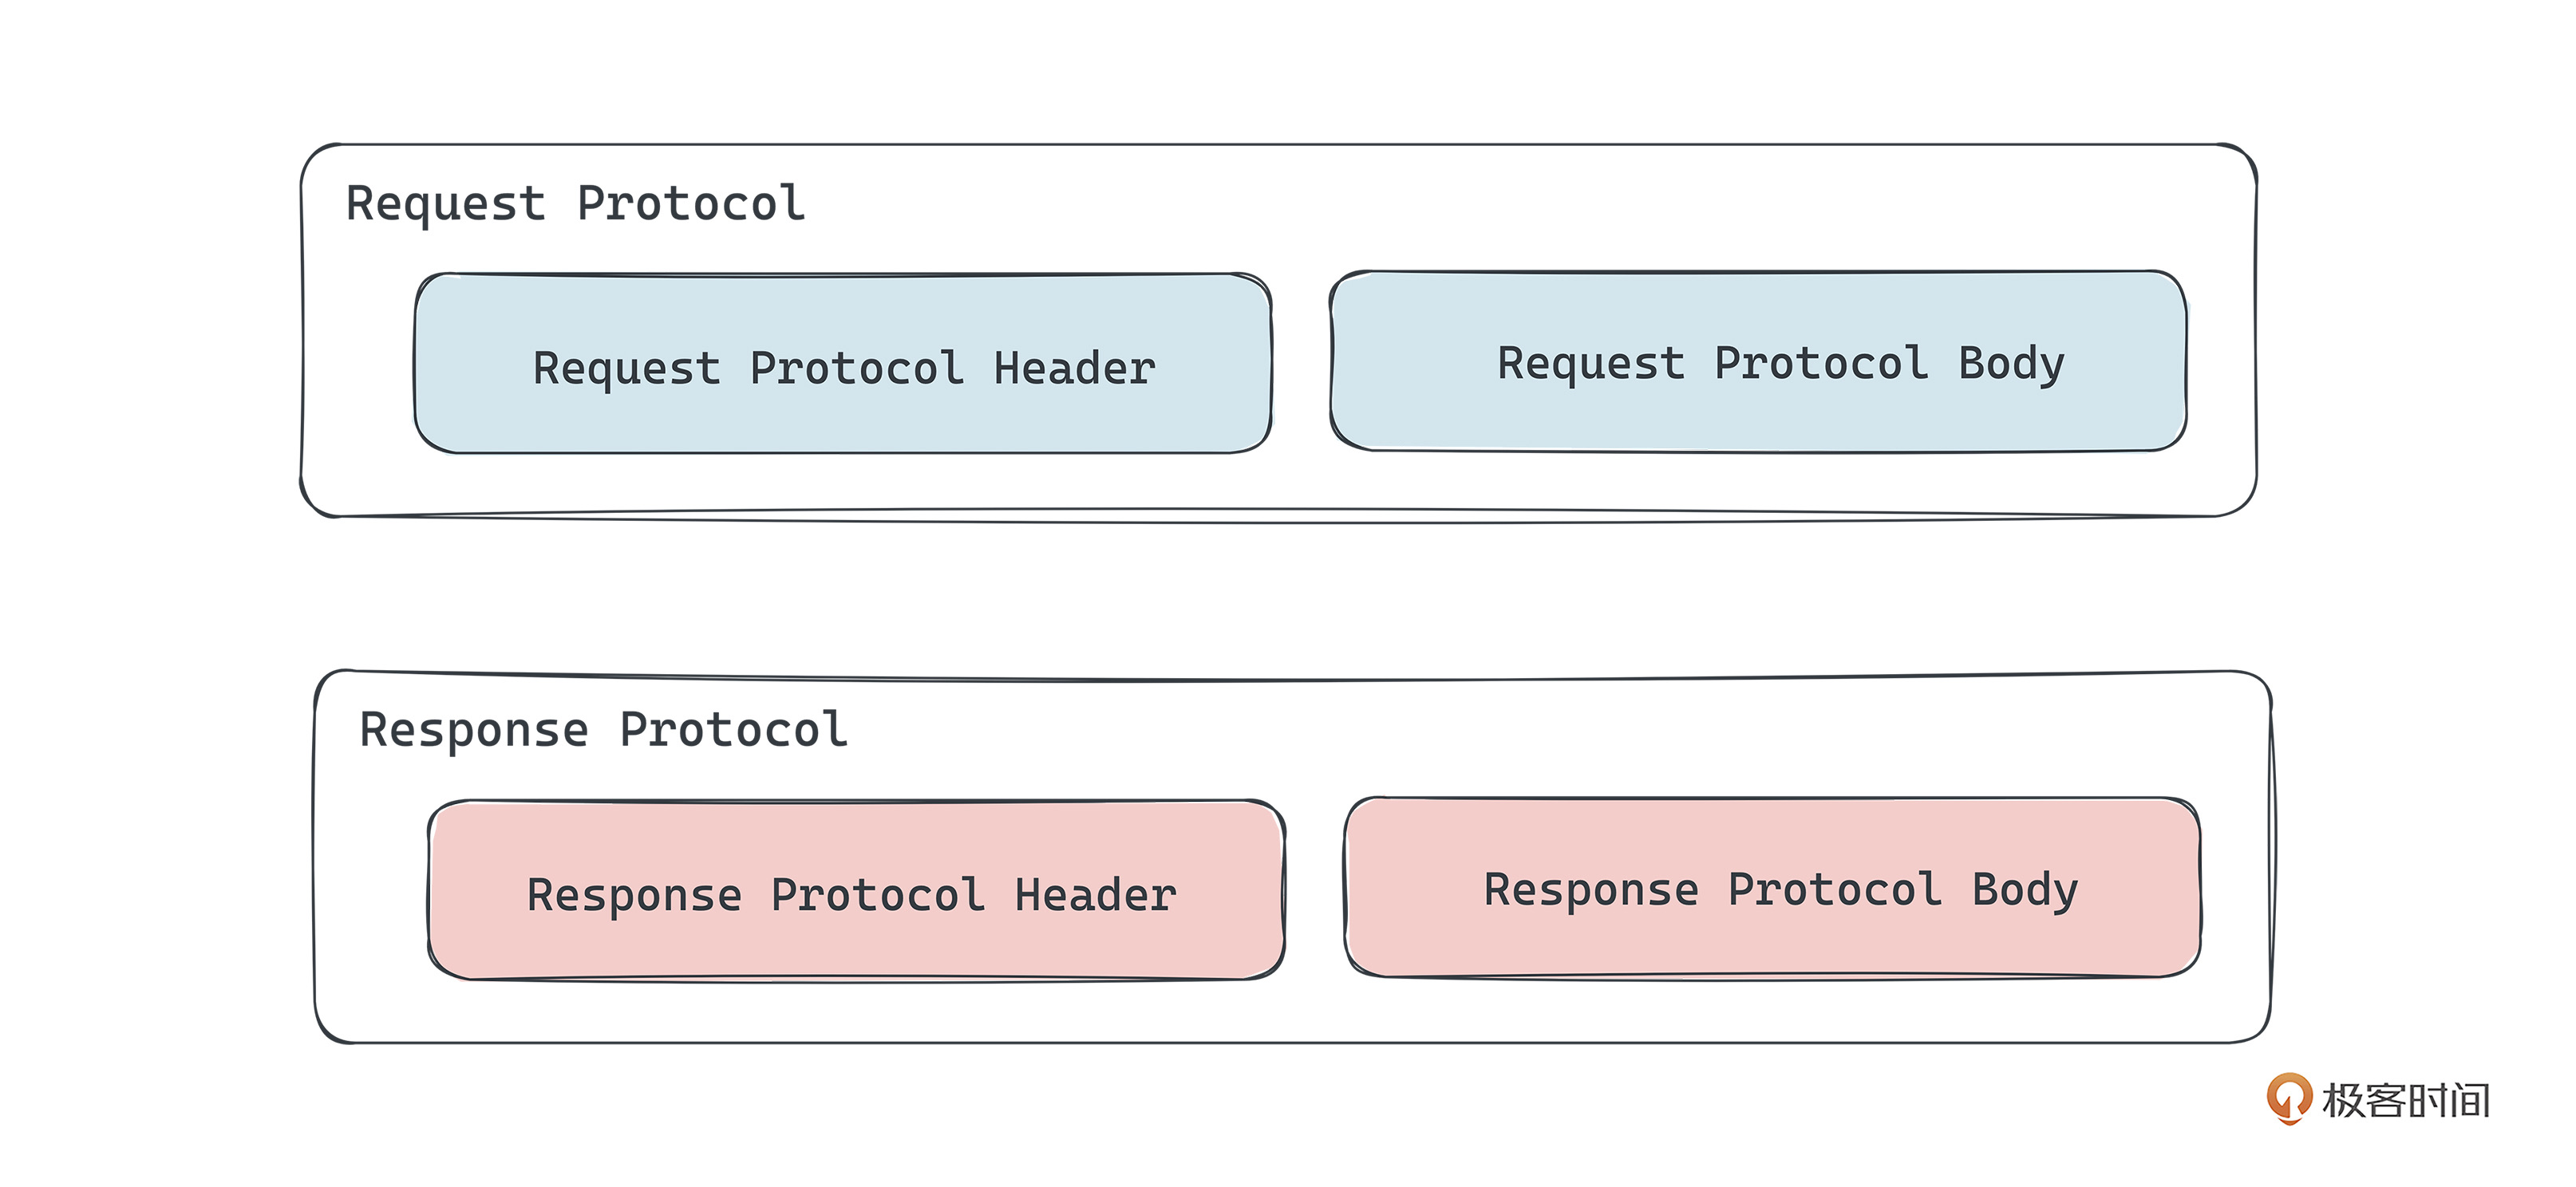 Request Protocol
Request Protocol Header
Request Protocol Body
Response Protocol
Response Protocol Header
Response Protocol Body
极客时间